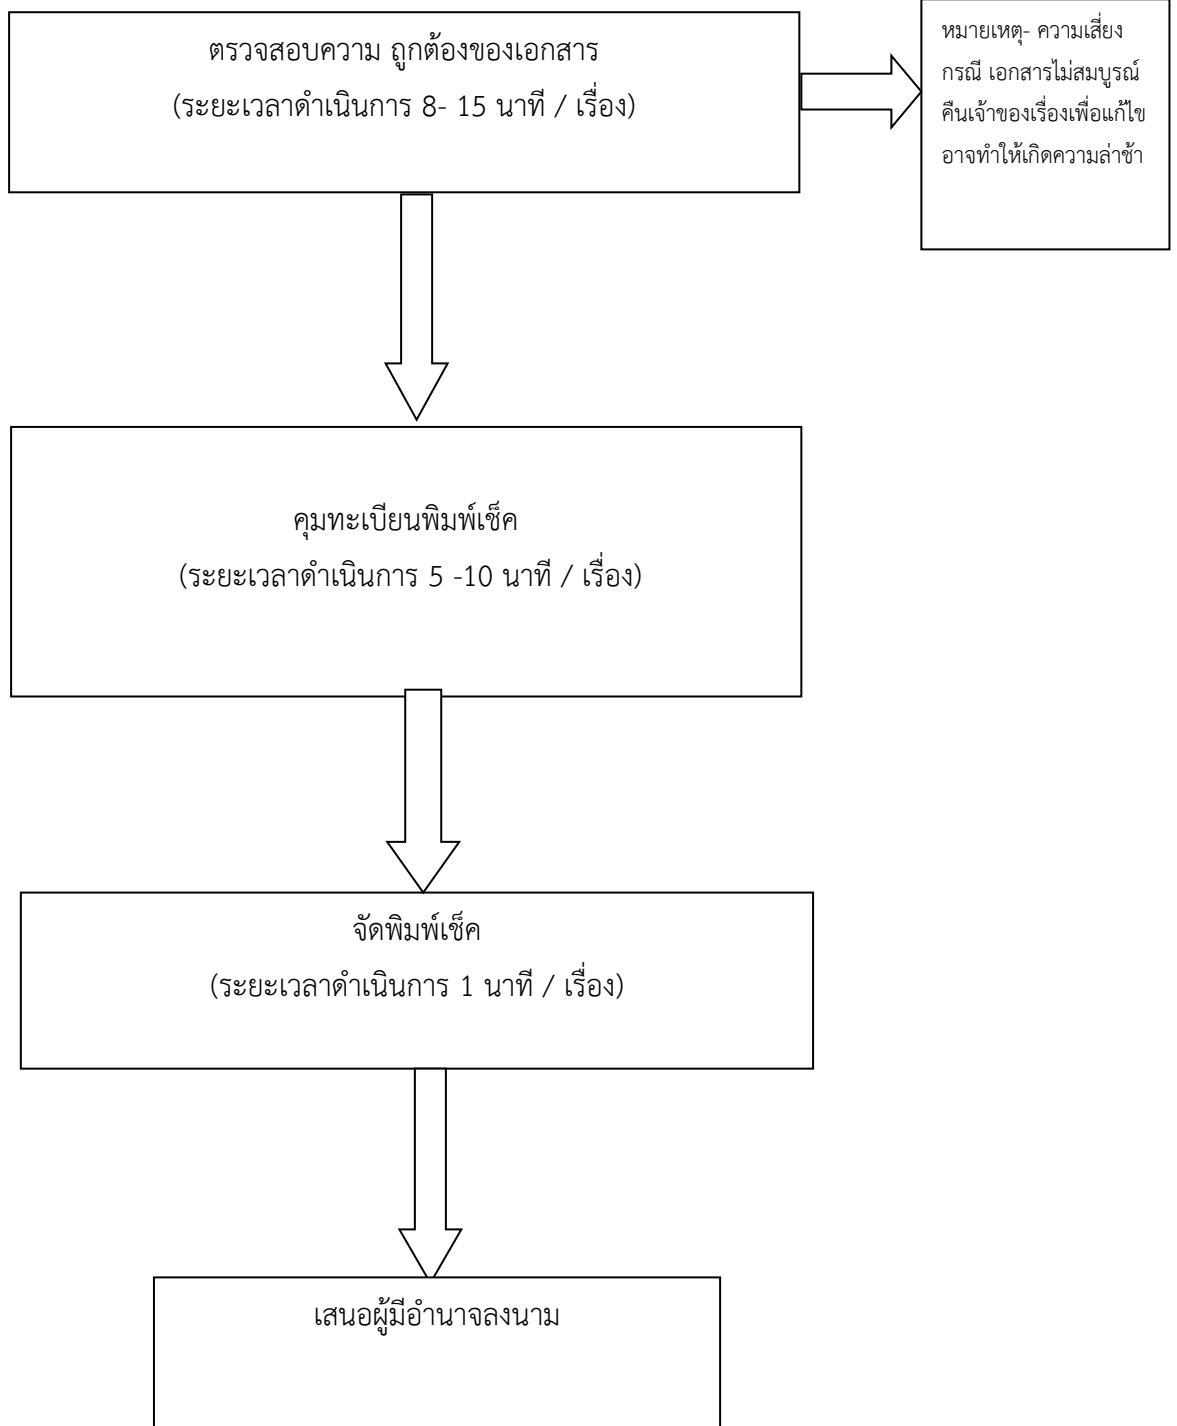 ตรวจสอบความ ถูกต้องของเอกสาร
(ระยะเวลาดำเนินการ 8- 15 นาที / เรื่อง)
หมายเหตุ- ความเสี่ยง
กรณี เอกสารไม่สมบูรณ์
คืนเจ้าของเรื่องเพื่อแก้ไข
อาจทำให้เกิดความล่าช้า
คุมทะเบียนพิมพ์เช็ค
(ระยะเวลาดำเนินการ 5 -10 นาที / เรื่อง)
จัดพิมพ์เช็ค
(ระยะเวลาดำเนินการ 1 นาที / เรื่อง)
เสนอผู้มีอำนาจลงนาม